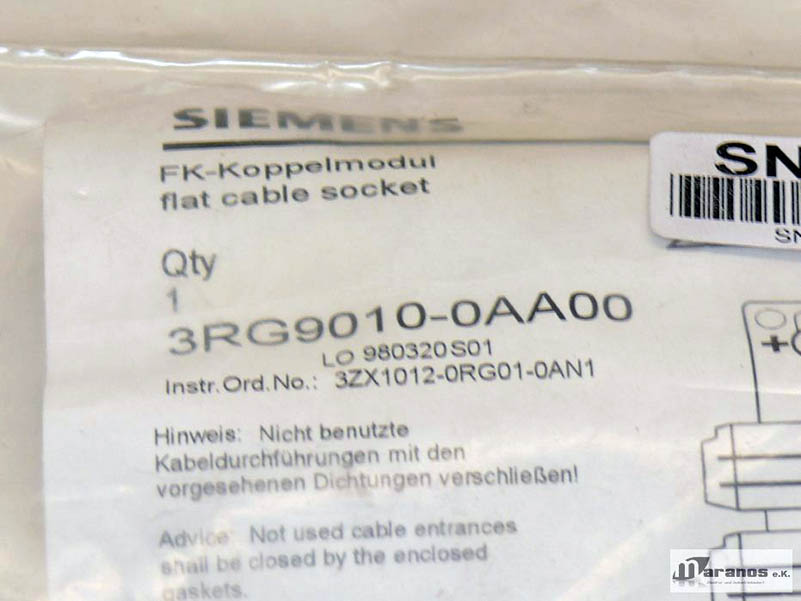 SIEMENS
FK-Koppelmodul
flat cable socket
SN
SN
Qty
1
3RG9010-0AA00
LO 980320S01
Instr.Ord.No.: 3ZX1012-0RG01-0AN1
+
Hinweis: Nicht benutzte
Kabeldurchführungen mit den
vorgesehenen Dichtungen verschließen!
Advice: Not used cable entrances
shall be closed by the enclosed
gaskets.
maranos e.K.